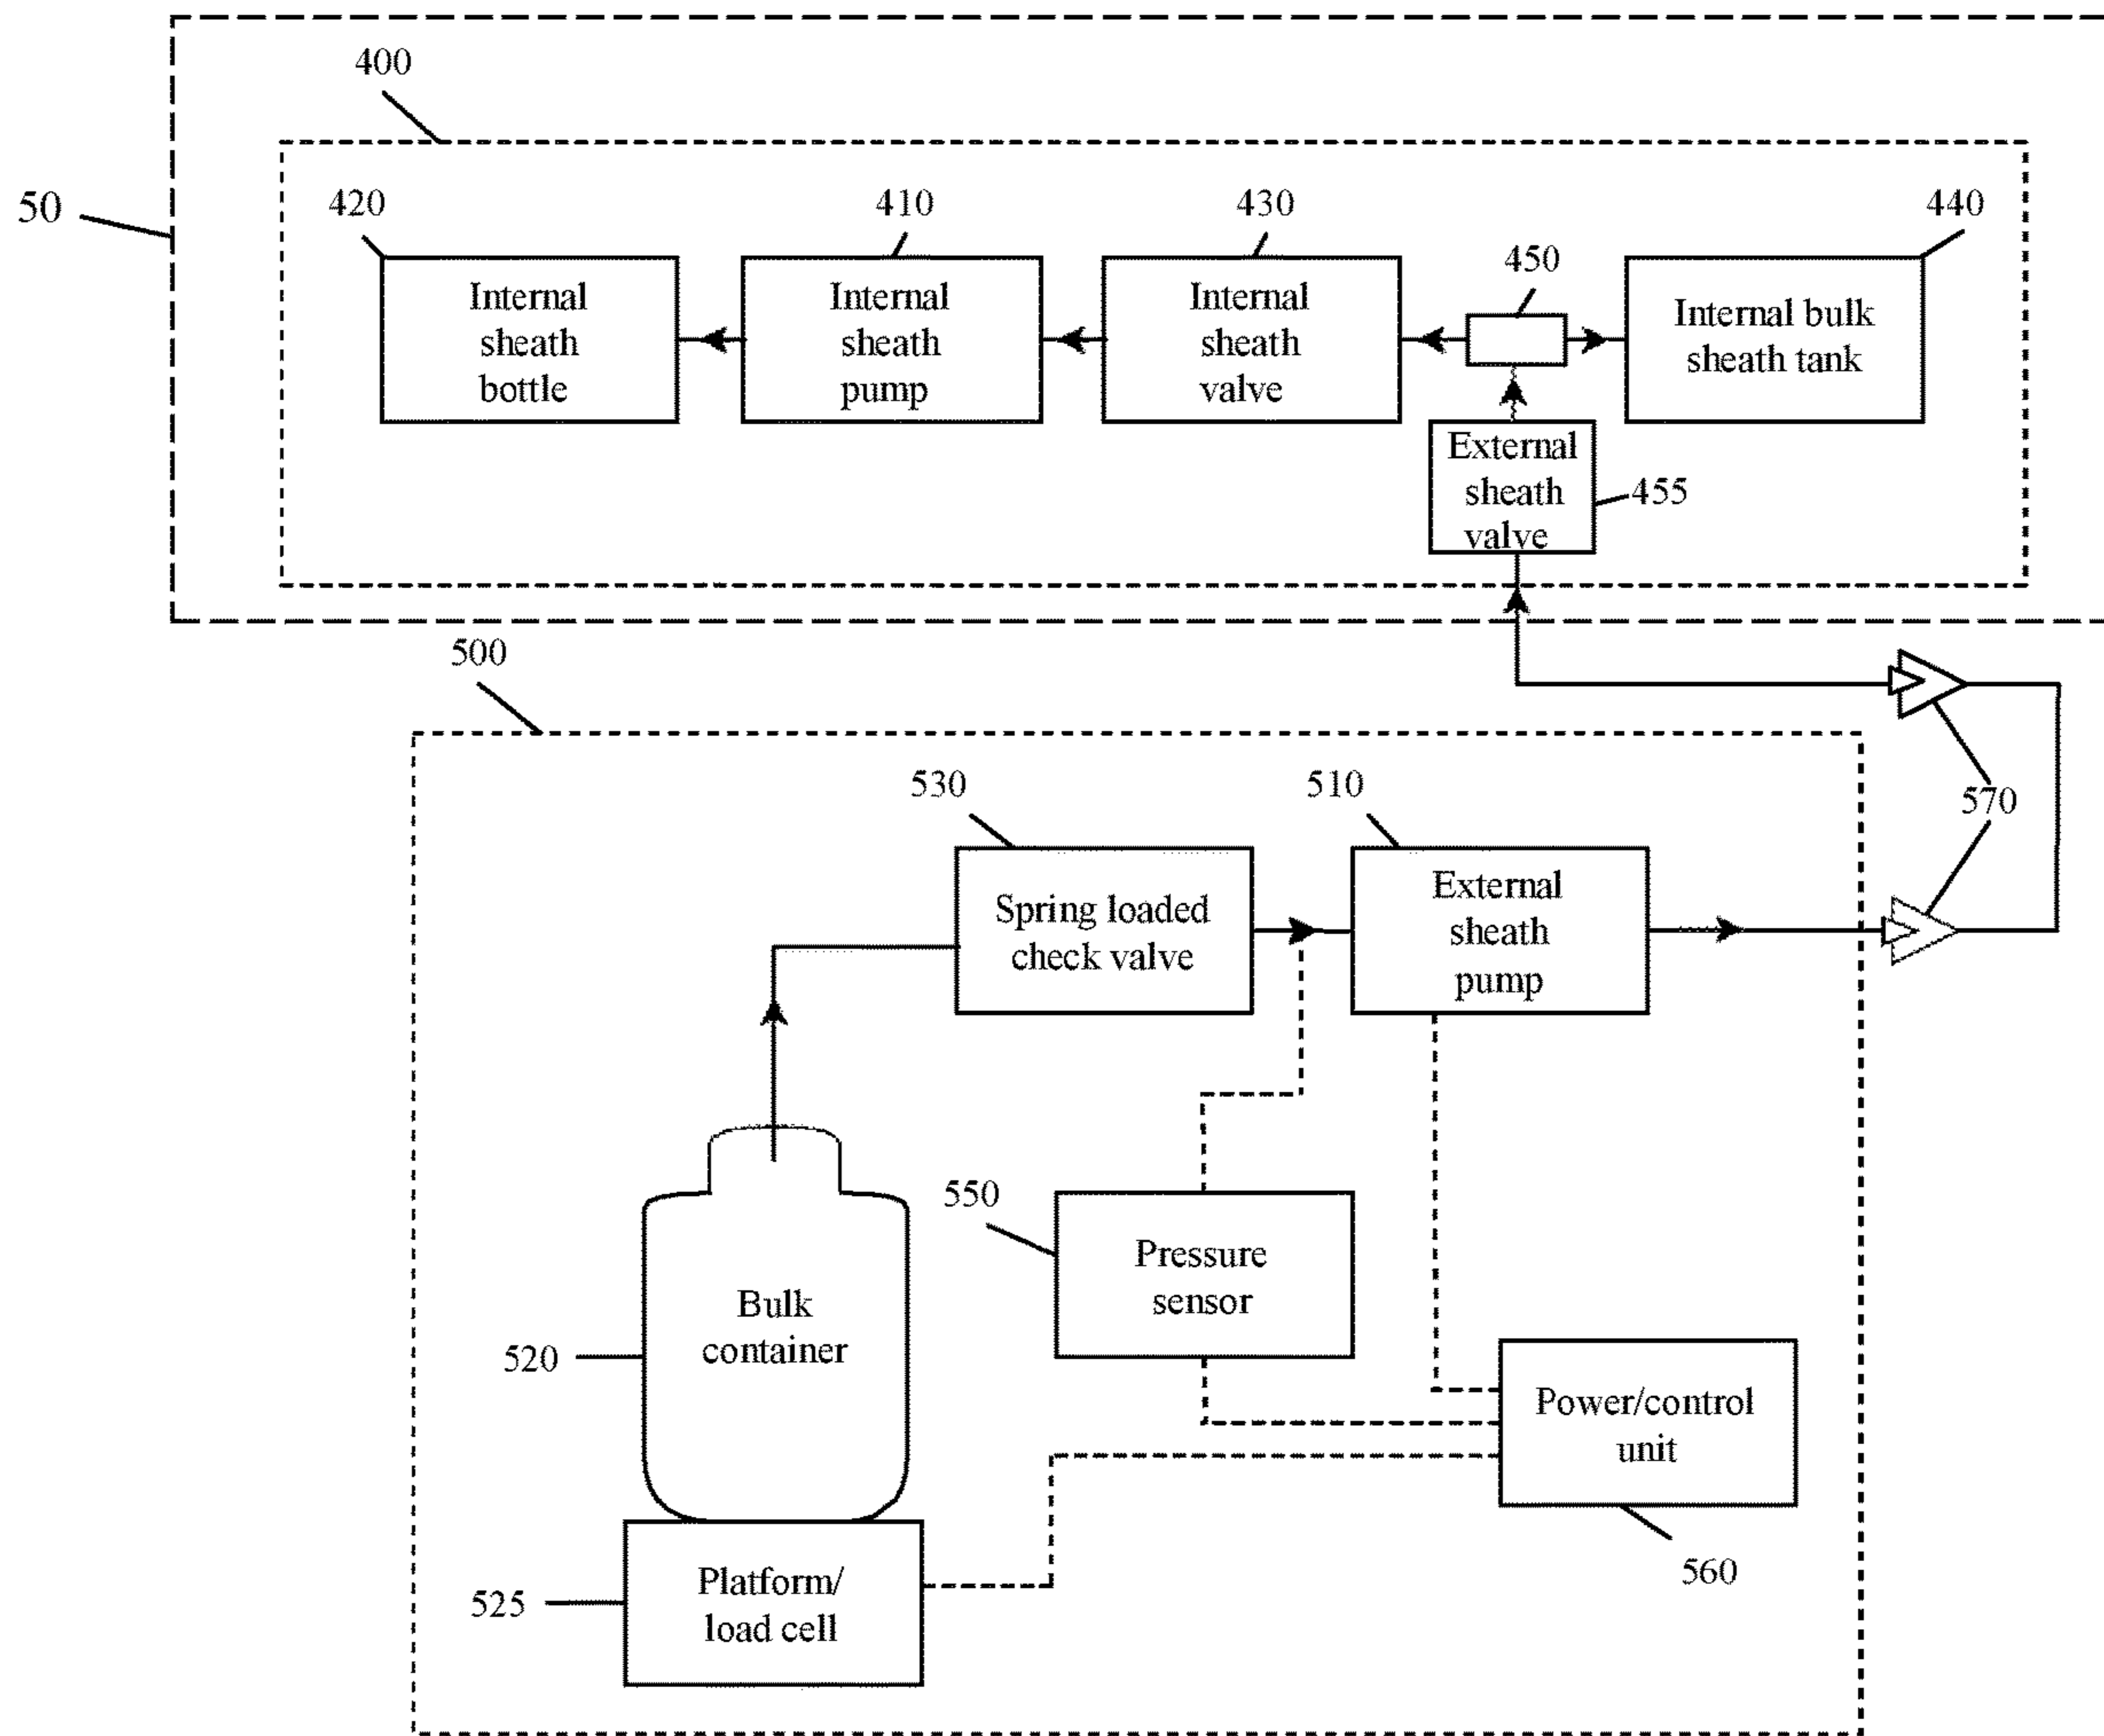 400
50
420
410
430
440
450
Internal
sheath
bottle
Internal
sheath
pump
Internal
sheath
valve
Internal bulk
sheath tank
External
sheath
valve
455
500
530
510
570
Spring loaded
check valve
External
sheath
pump
550
Pressure
sensor
Bulk
container
520
Power/control
unit
560
Platform/
load cell
525